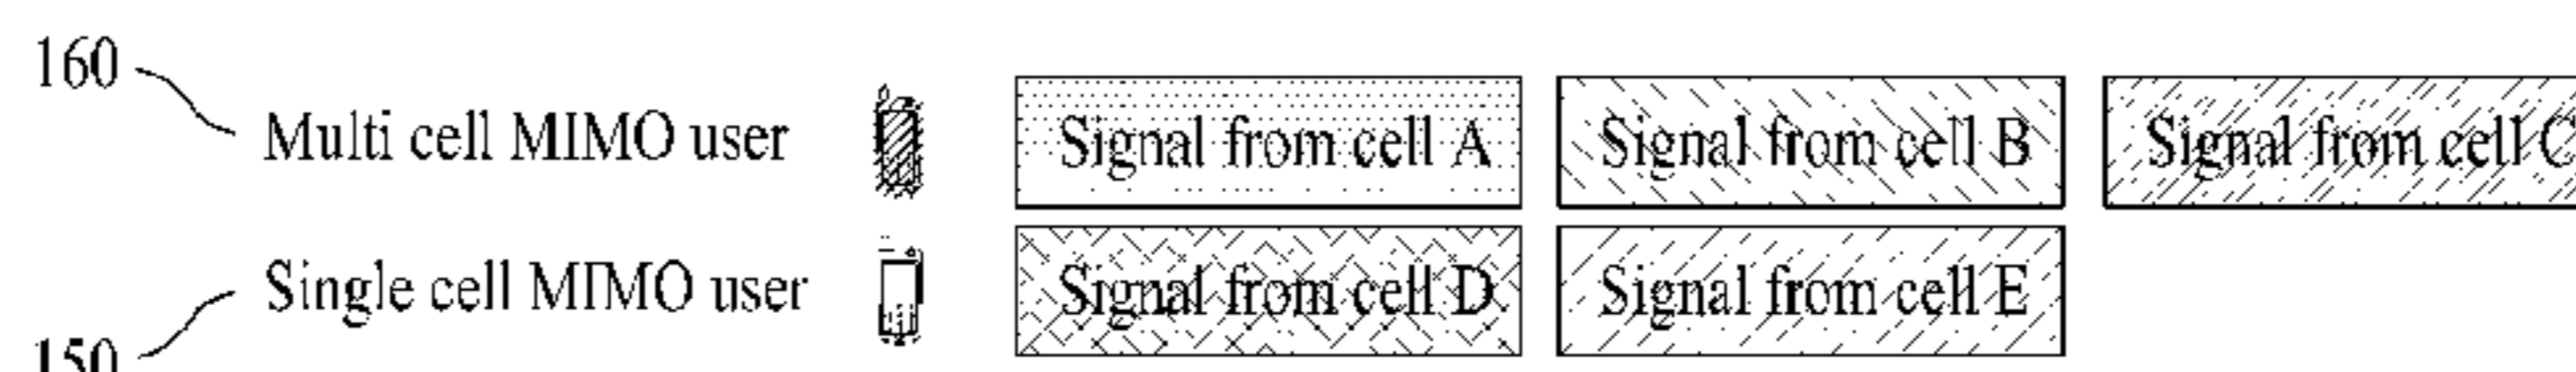 160
Multi cell MIMO user Signal from cell A Signal from cell B Signal from cell C
Single cell MIMO user Signal from cell D Signal from cell E
150